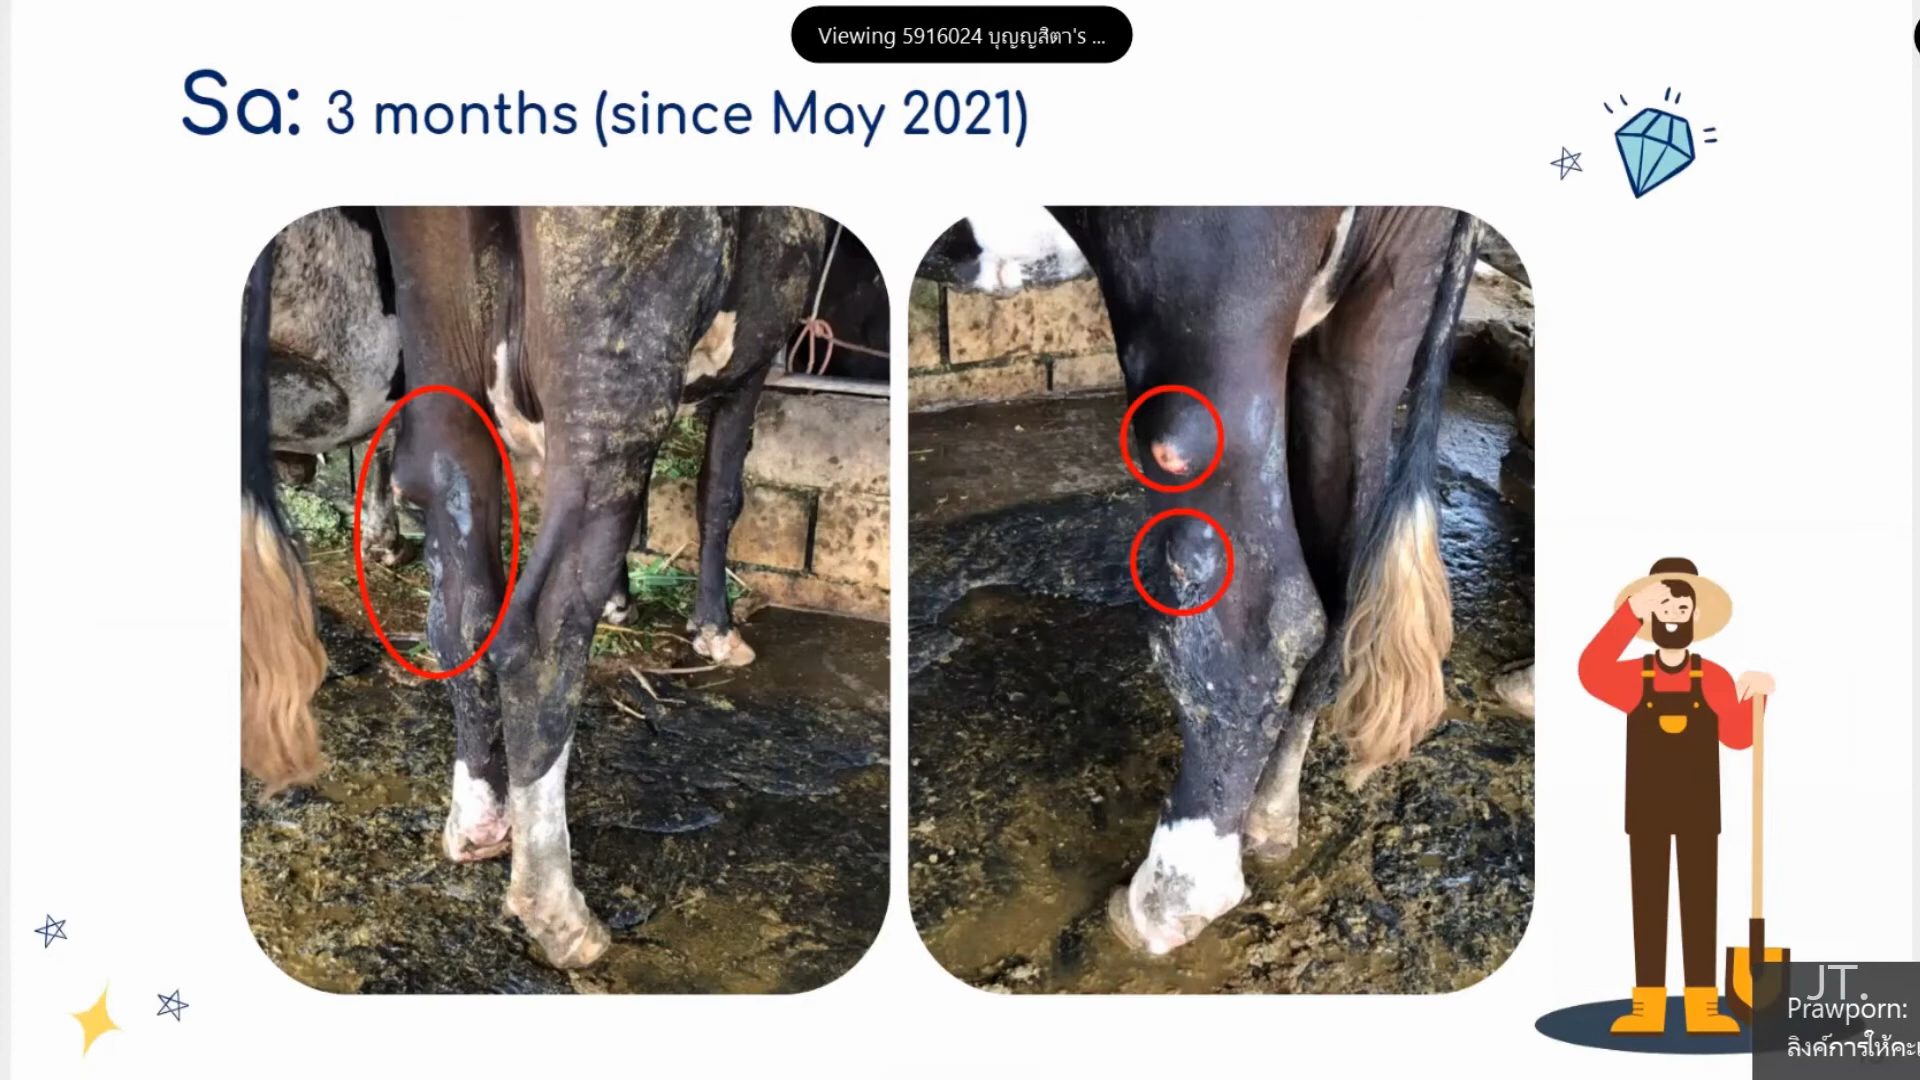 Viewing 5916024 บุญญสิตา's ...
Sa: 3 months (since May 2021)
JT.
Prawporn:
ลิงค์การให้คะแ